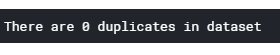 There are 0 duplicates in dataset